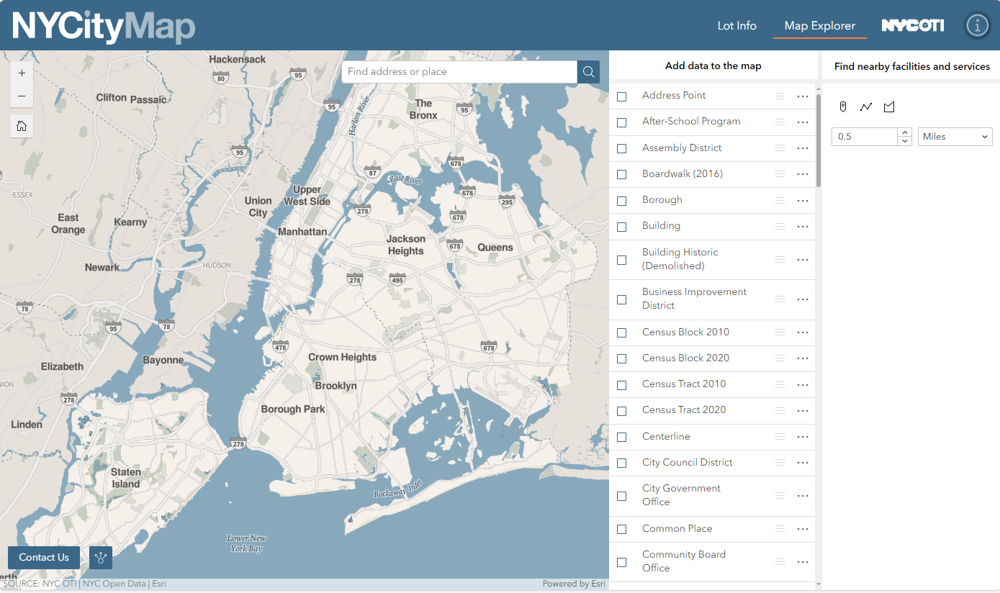 NYCityMap
Lot Info
Map Explorer
NYCOTI
Find address or place
Add data to the map
Find nearby facilities and services
+
−
Hackensack
80
95
Clifton
Passaic
95
Harlem River
The
Bronx
95
95
87
East River
678
678
ESSEX
Union
City
Upper
West Side
278
295
East
Orange
Kearny
678
Manhattan
Jackson
Heights
678
Queens
Newark
HUDSON
278
495
78
95
78
478
678
Crown Heights
Elizabeth
Bayonne
Brooklyn
NION
278
Borough Park
Linden
278
Staten
Island
Rockaway Inlet
Lower New
York Bay
Contact Us
erth
SOURCE: NYC OTI | NYC Open Data | Esri
Powered by Esri
Address Point
After-School Program
Assembly District
Boardwalk (2016)
Borough
Building
Building Historic
(Demolished)
Business Improvement
District
Census Block 2010
Census Block 2020
Census Tract 2010
Census Tract 2020
Centerline
City Council District
City Government
Office
Common Place
Community Board
Office
0.5
Miles